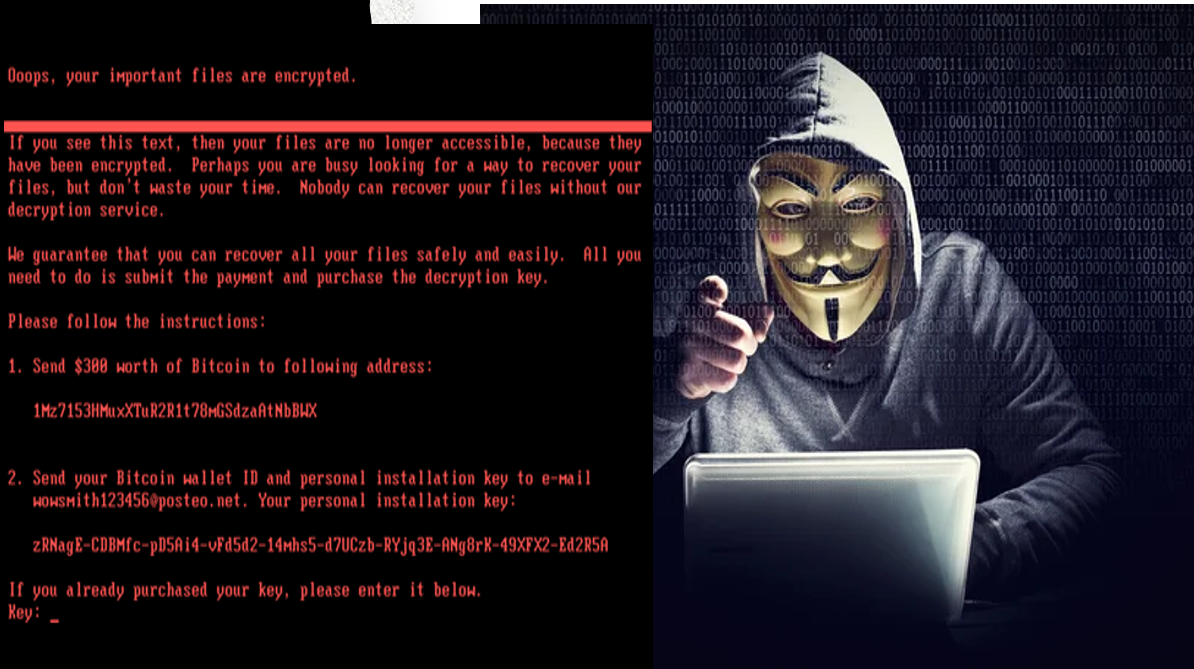 Ooops, your important files are encrypted.
If you see this text, then your files are no longer accessible, because they
have been encrypted.  Perhaps you are busy looking for a way to recover your
files, but don't waste your time.  Nobody can recover your files without our
decryption service.
We guarantee that you can recover all your files safely and easily.  All you
need to do is submit the payment and purchase the decryption key.
Please follow the instructions:
1. Send $300 worth of Bitcoin to following address:
1Mz7153HMuxXTuR2R1t78mGSdzaAtNbBWX
2. Send your Bitcoin wallet ID and personal installation key to e-mail
wowsmith123456@posteo.net. Your personal installation key:
zRNagE-CDBMfc-pD5Ai4-vFd5d2-14mhs5-d7UCzb-RYjq3E-ANg8rK-49XFX2-Ed2R5A
If you already purchased your key, please enter it below.
Key: _